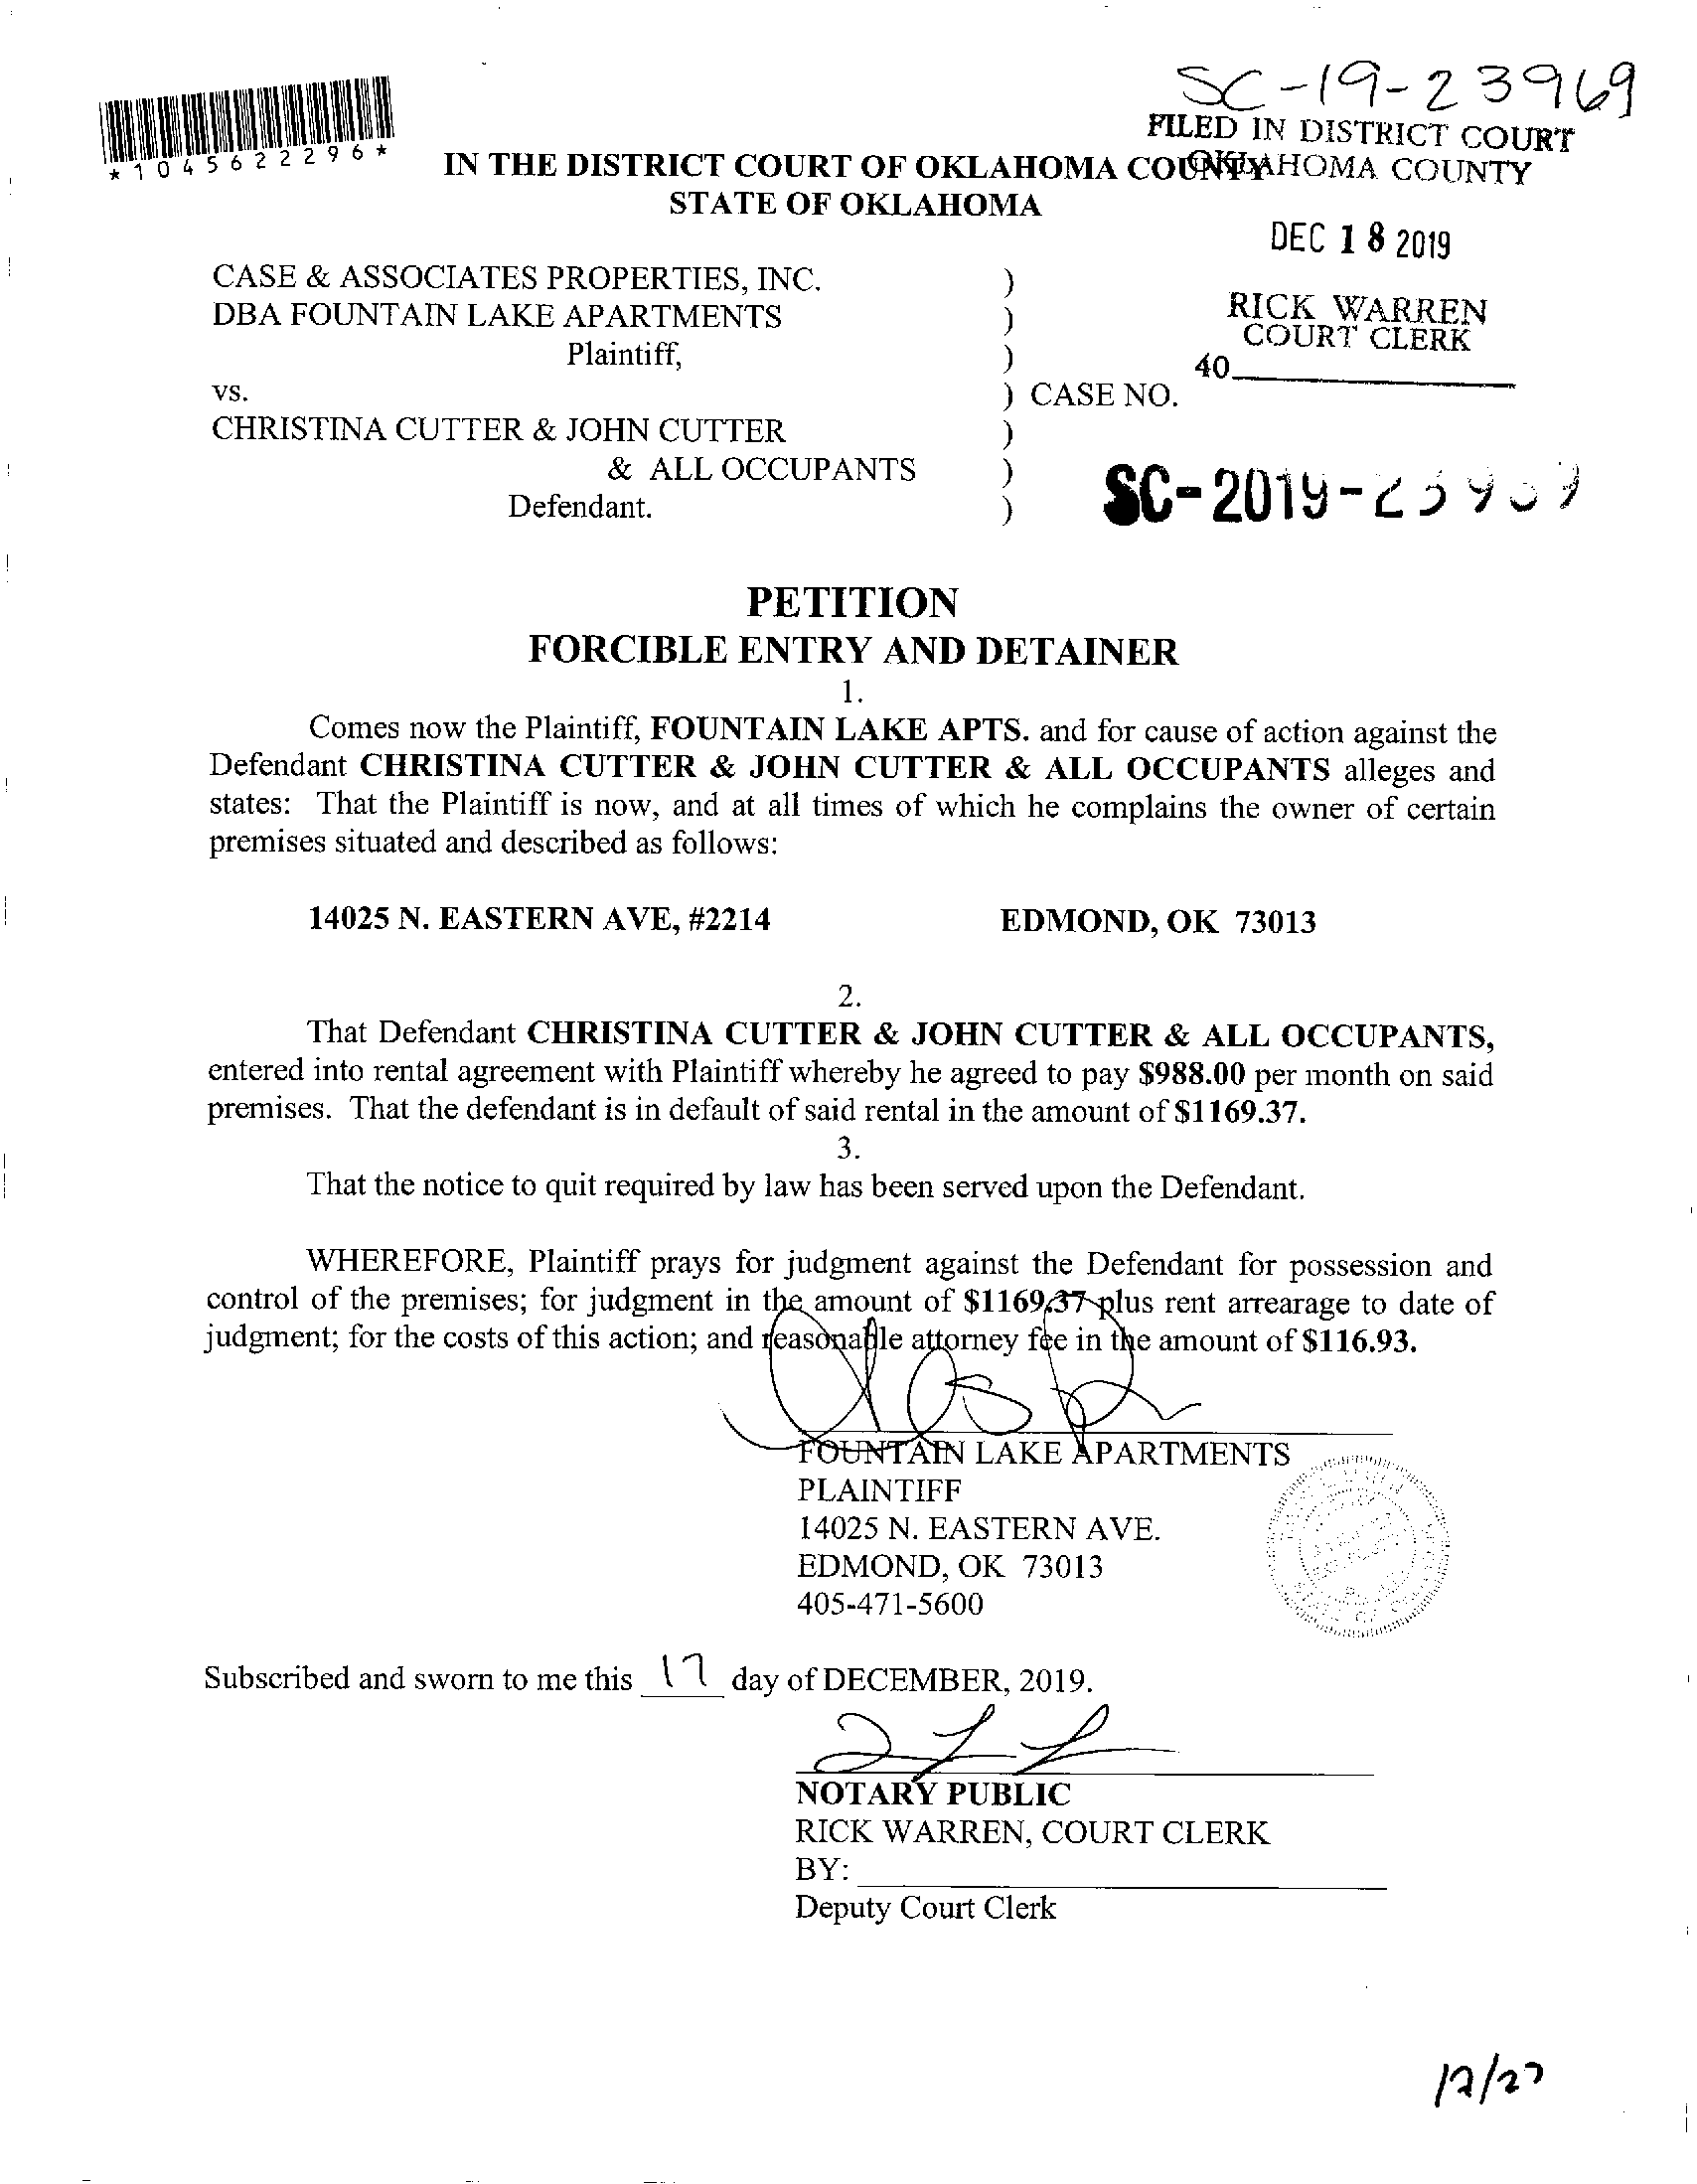 SC-19-23969
FILED IN DISTRICT COURT
OKLAHOMA COUNTY
*1045622296*
IN THE DISTRICT COURT OF OKLAHOMA COUNTY
STATE OF OKLAHOMA
DEC 18 2019
CASE & ASSOCIATES PROPERTIES, INC. )
DBA FOUNTAIN LAKE APARTMENTS )
RICK WARREN
COURT CLERK
Plaintiff, )
40
vs. ) CASE NO.
CHRISTINA CUTTER & JOHN CUTTER )
& ALL OCCUPANTS )
SC-2019-
Defendant. )
PETITION
FORCIBLE ENTRY AND DETAINER
1.
Comes now the Plaintiff, FOUNTAIN LAKE APTS. and for cause of action against the
Defendant CHRISTINA CUTTER & JOHN CUTTER & ALL OCCUPANTS alleges and
states: That the Plaintiff is now, and at all times of which he complains the owner of certain
premises situated and described as follows:
14025 N. EASTERN AVE, #2214 EDMOND, OK 73013
2.
That Defendant CHRISTINA CUTTER & JOHN CUTTER & ALL OCCUPANTS,
entered into rental agreement with Plaintiff whereby he agreed to pay $988.00 per month on said
premises. That the defendant is in default of said rental in the amount of $1169.37.
3.
That the notice to quit required by law has been served upon the Defendant.
WHEREFORE, Plaintiff prays for judgment against the Defendant for possession and
control of the premises; for judgment in the amount of $1169.37 plus rent arrearage to date of
judgment; for the costs of this action; and reasonable attorney fee in the amount of $116.93.
FOUNTAIN LAKE APARTMENTS
PLAINTIFF
14025 N. EASTERN AVE.
EDMOND, OK 73013
405-471-5600
Subscribed and sworn to me this 17 day of DECEMBER, 2019.
NOTARY PUBLIC
RICK WARREN, COURT CLERK
BY:
Deputy Court Clerk
12/27